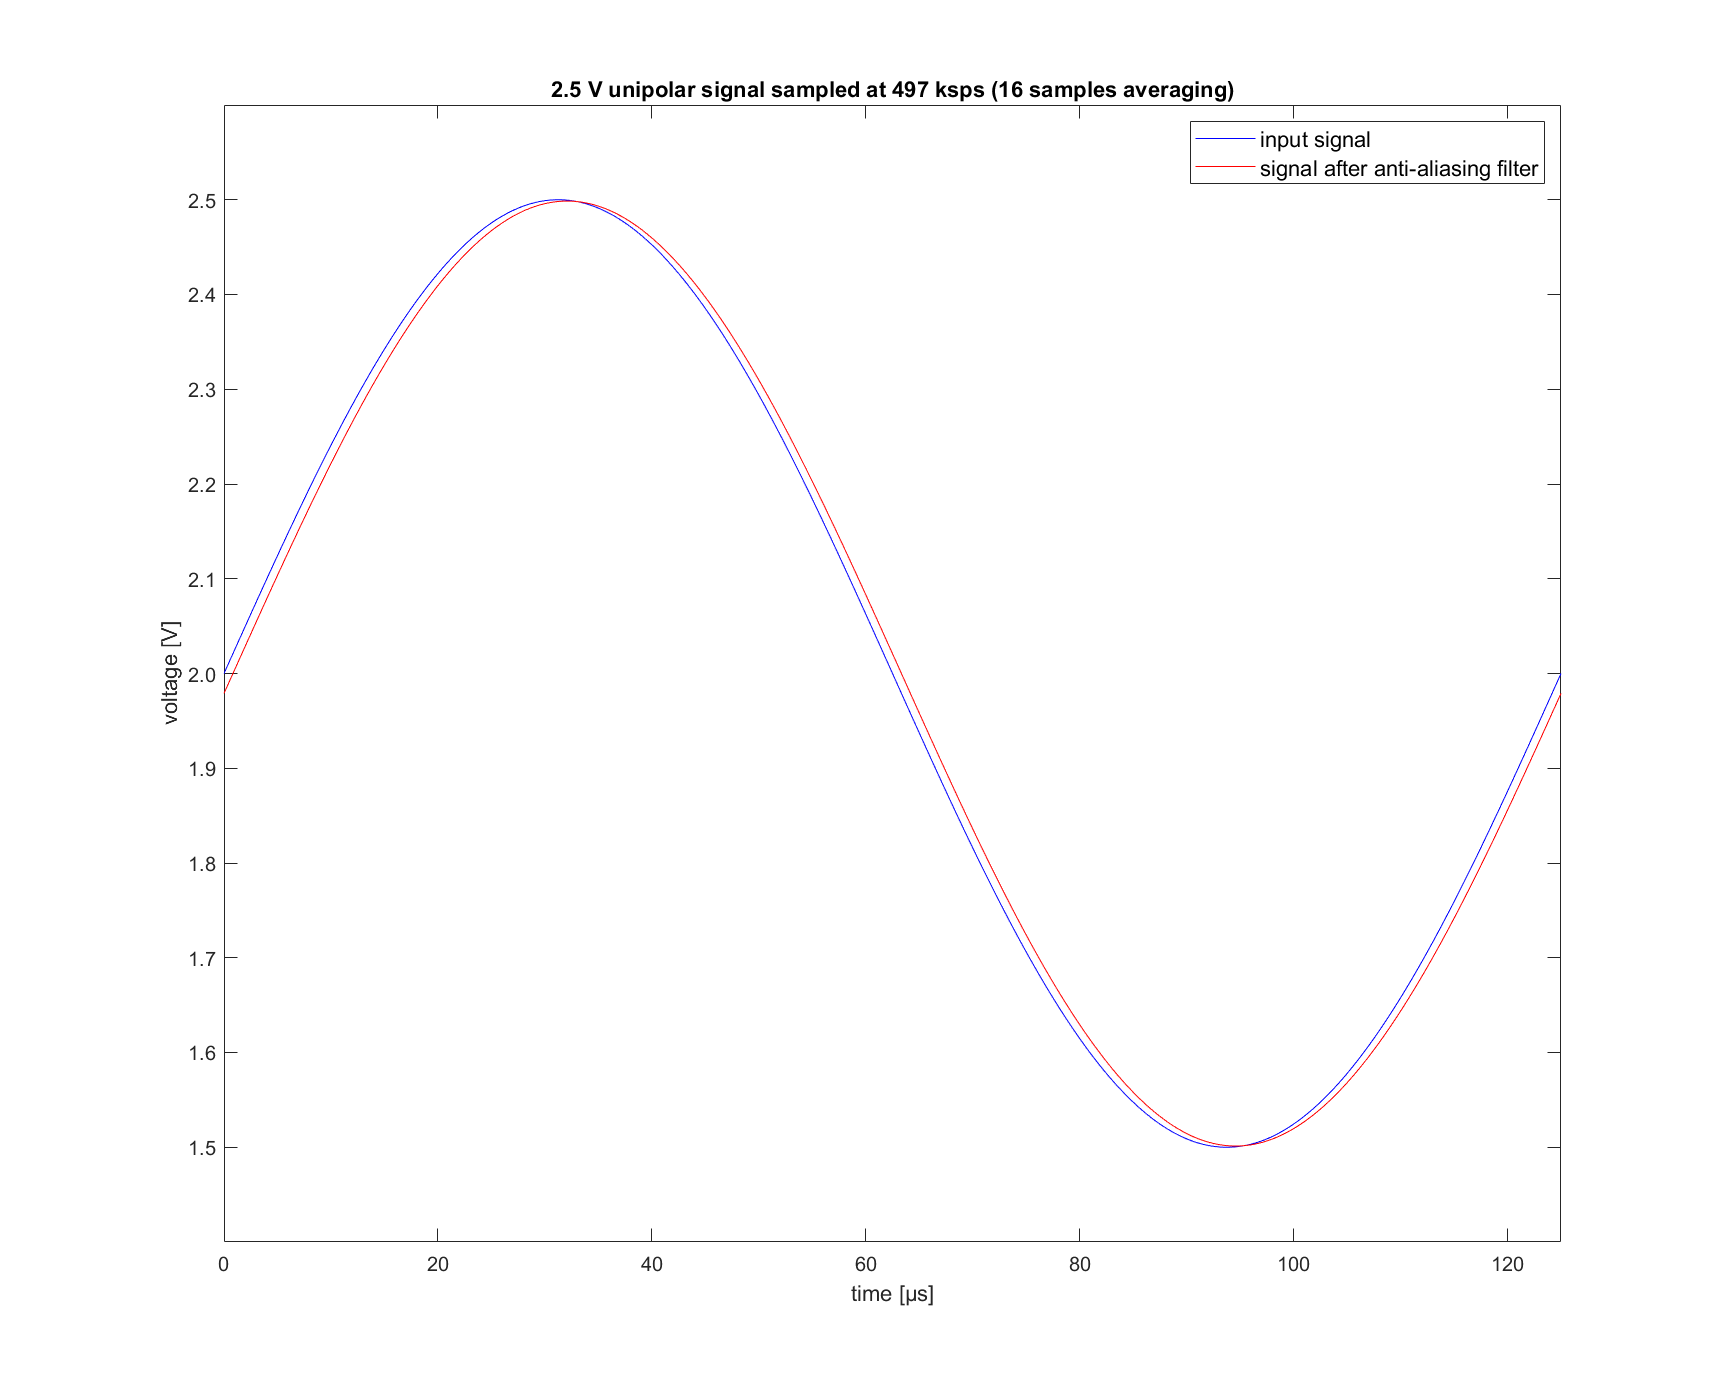 2.5 V unipolar signal sampled at 497 ksps (16 samples averaging)
input signal
signal after anti-aliasing filter
2.5
2.4
2.3
2.2
2.1
2.0
1.9
1.8
1.7
1.6
1.5
voltage [V]
0 20 40 60 80 100 120
time [µs]